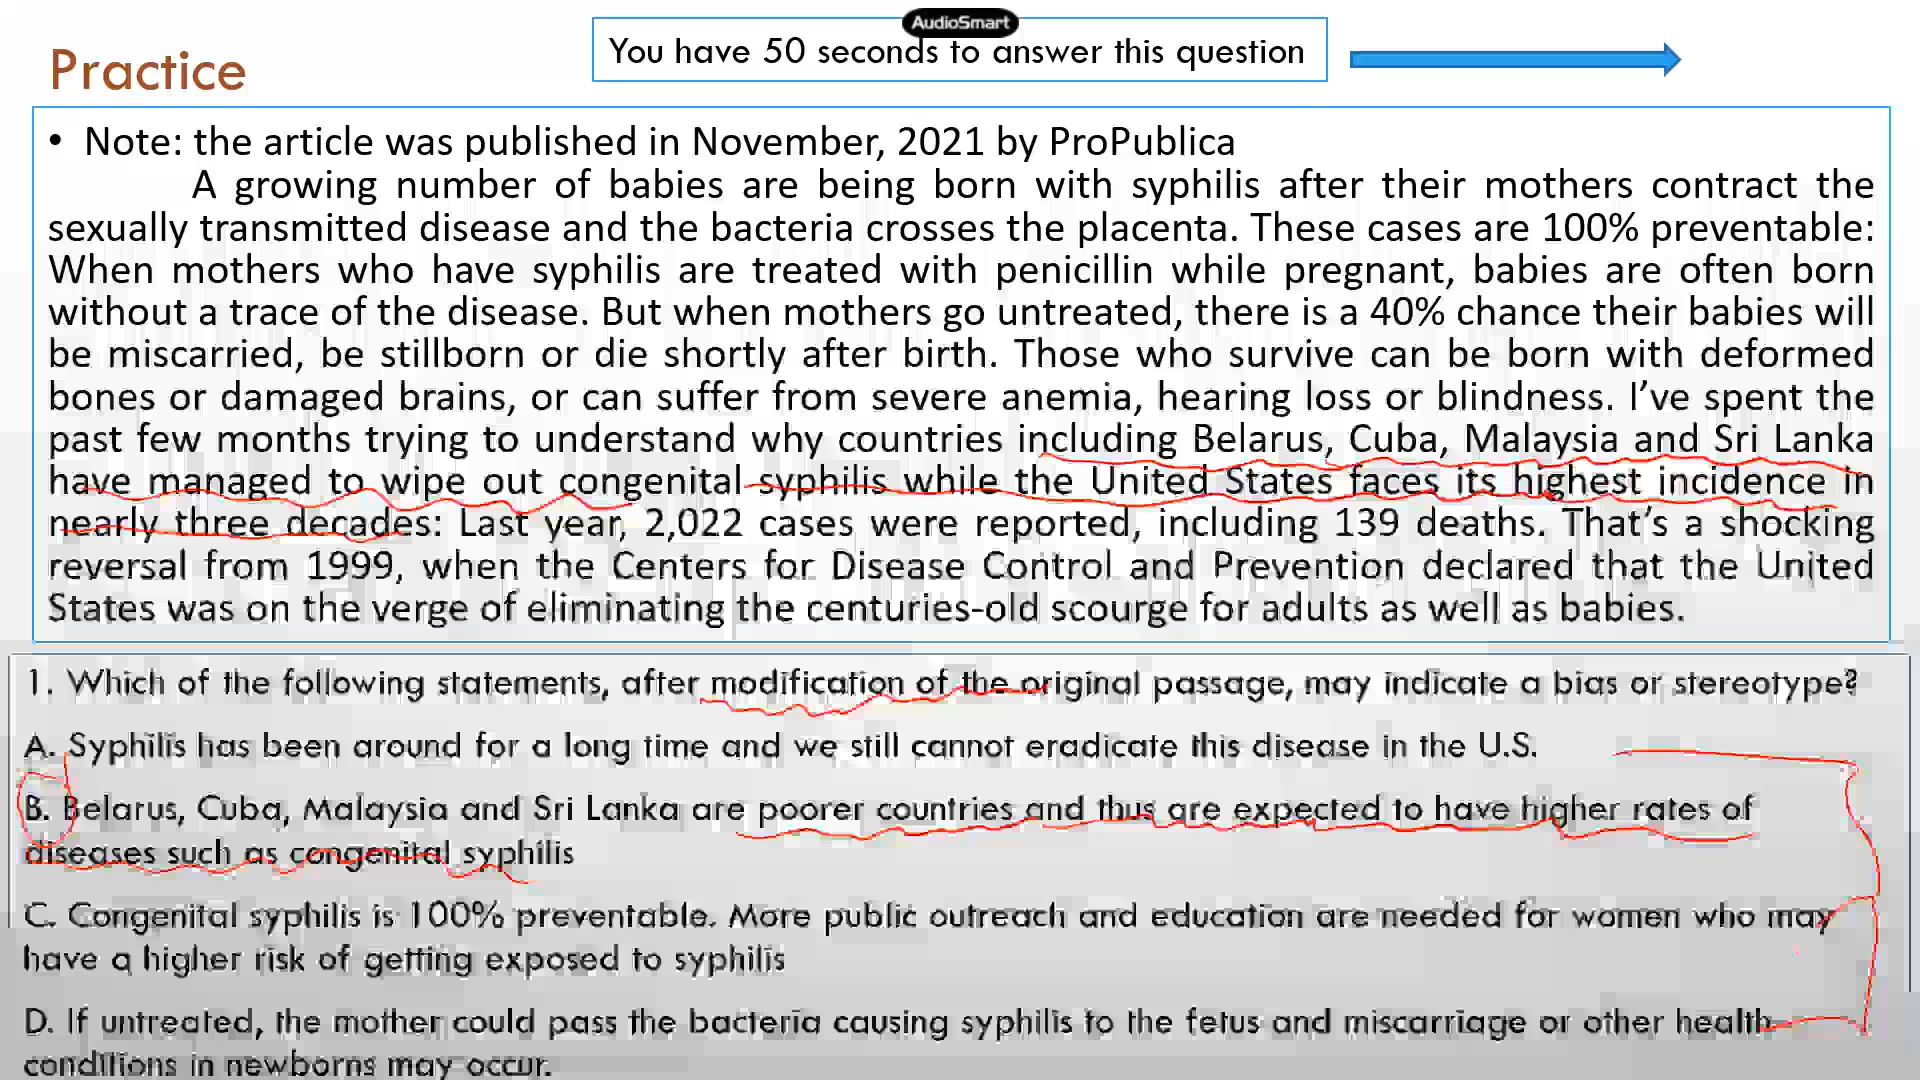 AudioSmart
You have 50 seconds to answer this question
Practice
• Note: the article was published in November, 2021 by ProPublica
A growing number of babies are being born with syphilis after their mothers contract the
sexually transmitted disease and the bacteria crosses the placenta. These cases are 100% preventable:
When mothers who have syphilis are treated with penicillin while pregnant, babies are often born
without a trace of the disease. But when mothers go untreated, there is a 40% chance their babies will
be miscarried, be stillborn or die shortly after birth. Those who survive can be born with deformed
bones or damaged brains, or can suffer from severe anemia, hearing loss or blindness. I’ve spent the
past few months trying to understand why countries including Belarus, Cuba, Malaysia and Sri Lanka
have managed to wipe out congenital syphilis while the United States faces its highest incidence in
nearly three decades: Last year, 2,022 cases were reported, including 139 deaths. That’s a shocking
reversal from 1999, when the Centers for Disease Control and Prevention declared that the United
States was on the verge of eliminating the centuries-old scourge for adults as well as babies.
1. Which of the following statements, after modification of the original passage, may indicate a bias or stereotype?
A. Syphilis has been around for a long time and we still cannot eradicate this disease in the U.S.
B. Belarus, Cuba, Malaysia and Sri Lanka are poorer countries and thus are expected to have higher rates of
diseases such as congenital syphilis
C. Congenital syphilis is 100% preventable. More public outreach and education are needed for women who may
have a higher risk of getting exposed to syphilis
D. If untreated, the mother could pass the bacteria causing syphilis to the fetus and miscarriage or other health
conditions in newborns may occur.